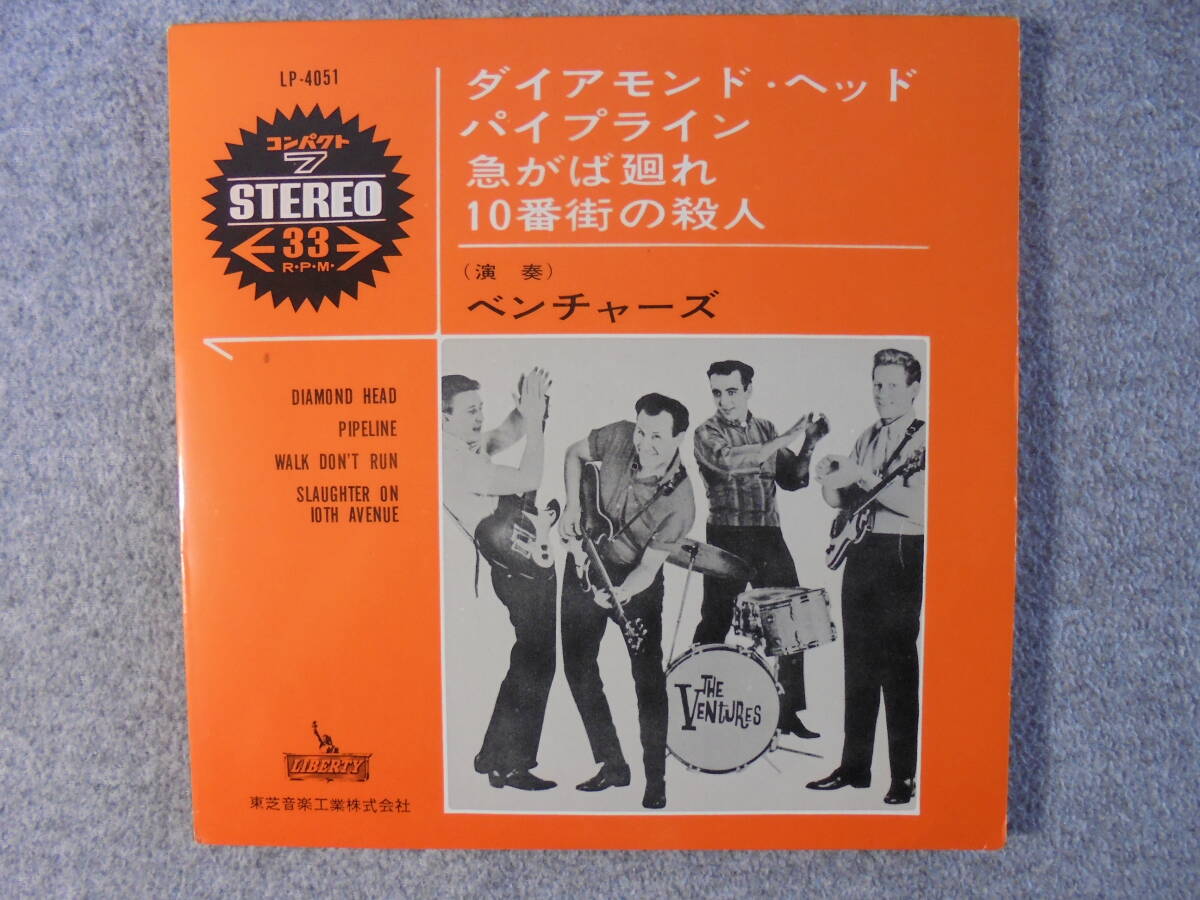 LP-4051
コンパクト
7
STEREO
33
R・P・M・
ダイアモンド・ヘッド
パイプライン
急がば廻れ
10番街の殺人
（演 奏）
ベンチャーズ
DIAMOND HEAD
PIPELINE
WALK DON'T RUN
SLAUGHTER ON
10TH AVENUE
THE
VENTURES
LIBERTY
東芝音楽工業株式会社